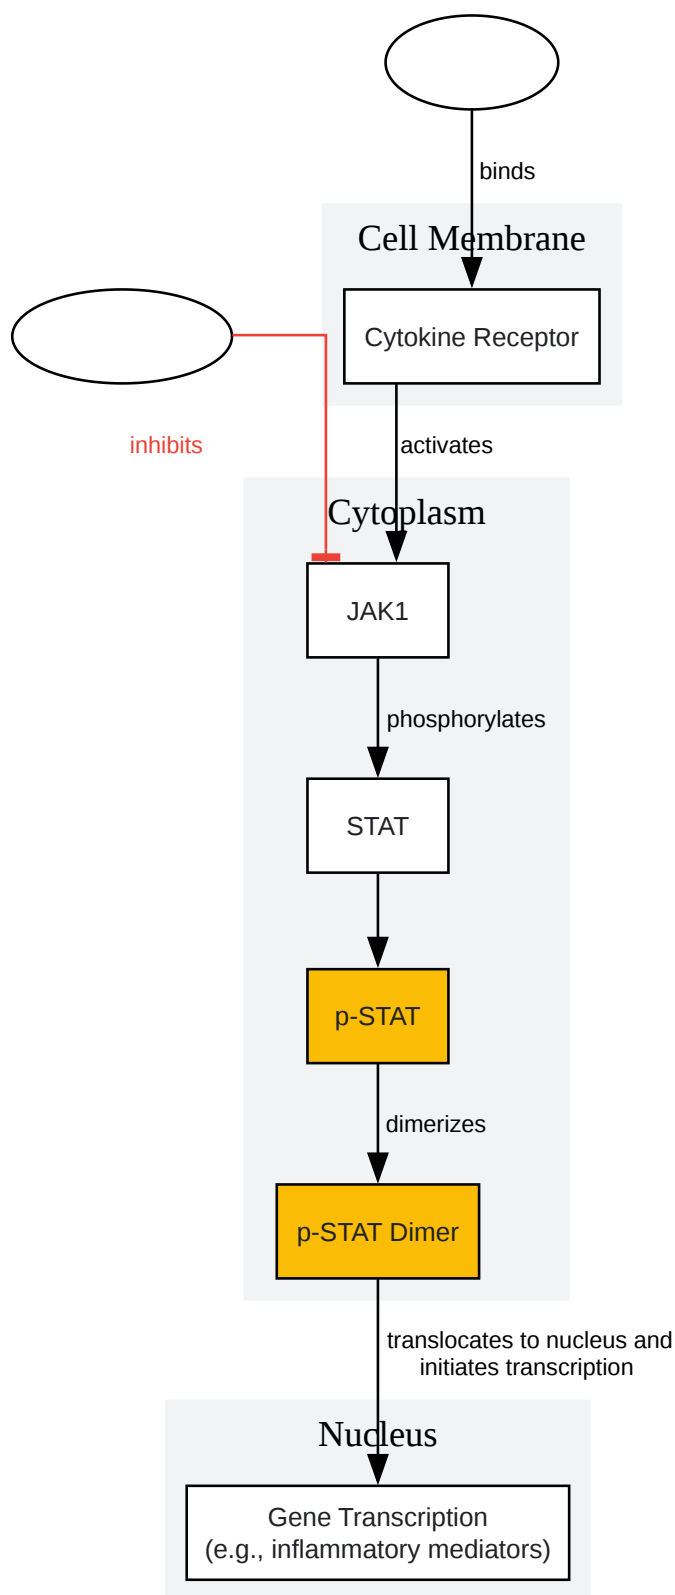 binds
Cell Membrane
Cytokine Receptor
inhibits
activates
Cytoplasm
JAK1
phosphorylates
STAT
p-STAT
dimerizes
p-STAT Dimer
translocates to nucleus and
initiates transcription
Nucleus
Gene Transcription
(e.g., inflammatory mediators)